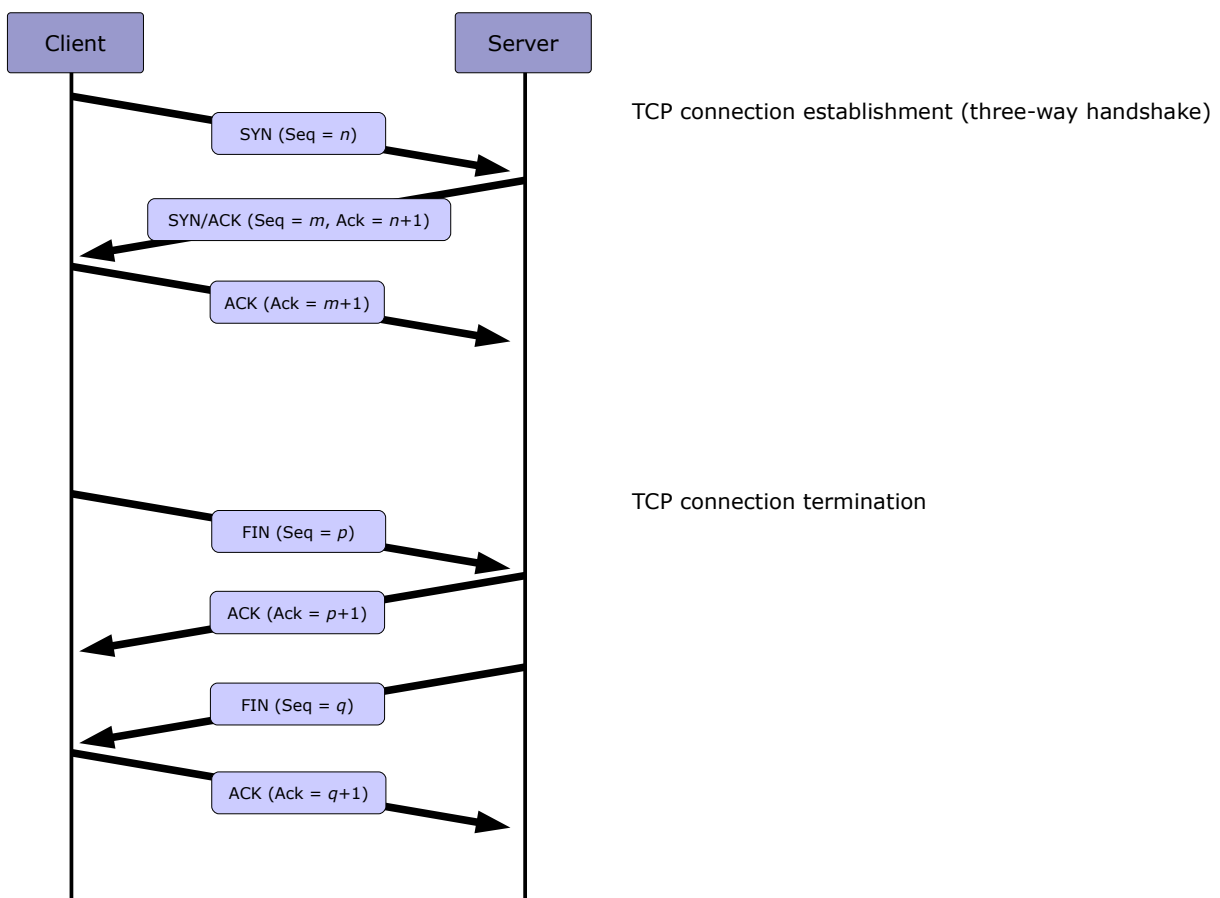 Client
Server
TCP connection establishment (three-way handshake)
SYN (Seq = n)
SYN/ACK (Seq = m, Ack = n+1)
ACK (Ack = m+1)
TCP connection termination
FIN (Seq = p)
ACK (Ack = p+1)
FIN (Seq = q)
ACK (Ack = q+1)